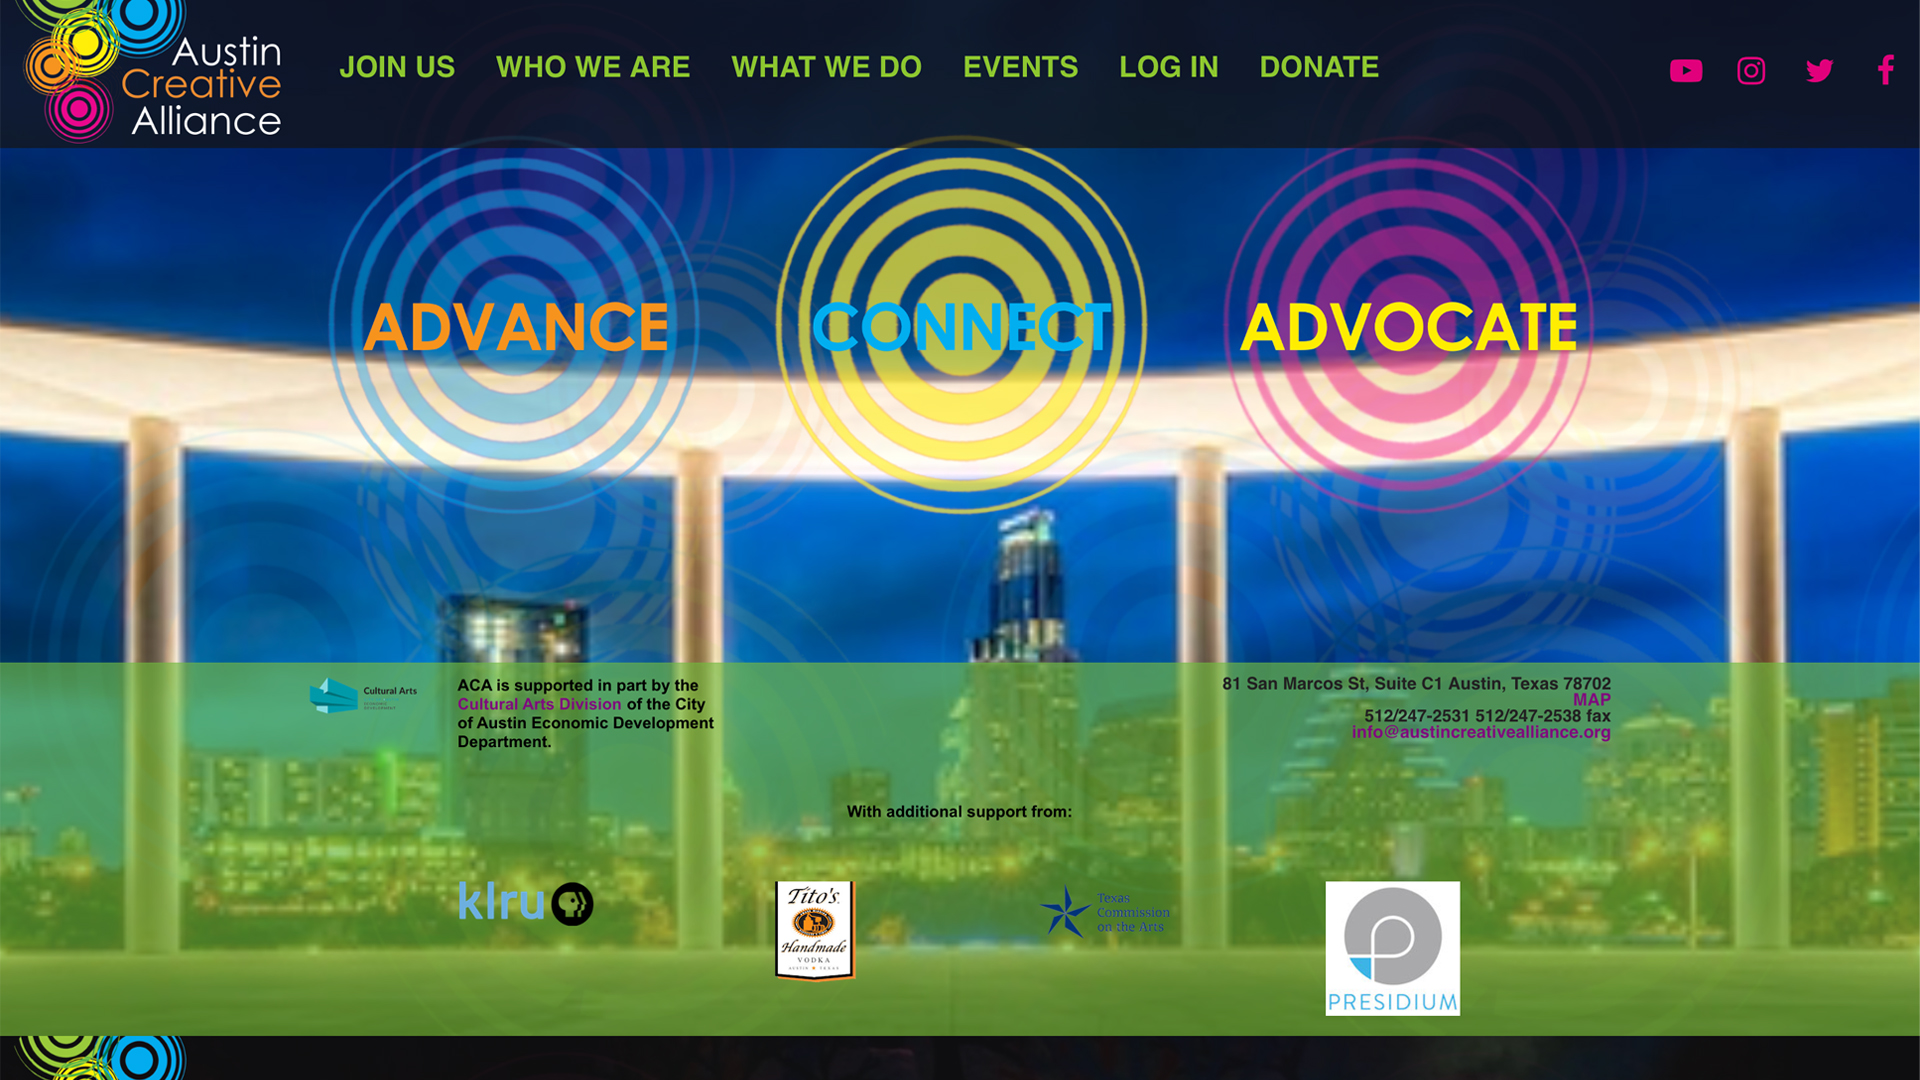 Austin
Creative
Alliance
JOIN US WHO WE ARE WHAT WE DO EVENTS LOG IN DONATE
ADVANCE
CONNECT
ADVOCATE
Cultural Arts
ACA is supported in part by the
Cultural Arts Division of the City
of Austin Economic Development
Department.
81 San Marcos St, Suite C1 Austin, Texas 78702
MAP
512/247-2531 512/247-2538 fax
info@austincreativealliance.org
With additional support from:
klru
Tito's
Handmade
VODKA
AUSTIN TEXAS
Texas
Commission
on the Arts
PRESIDIUM